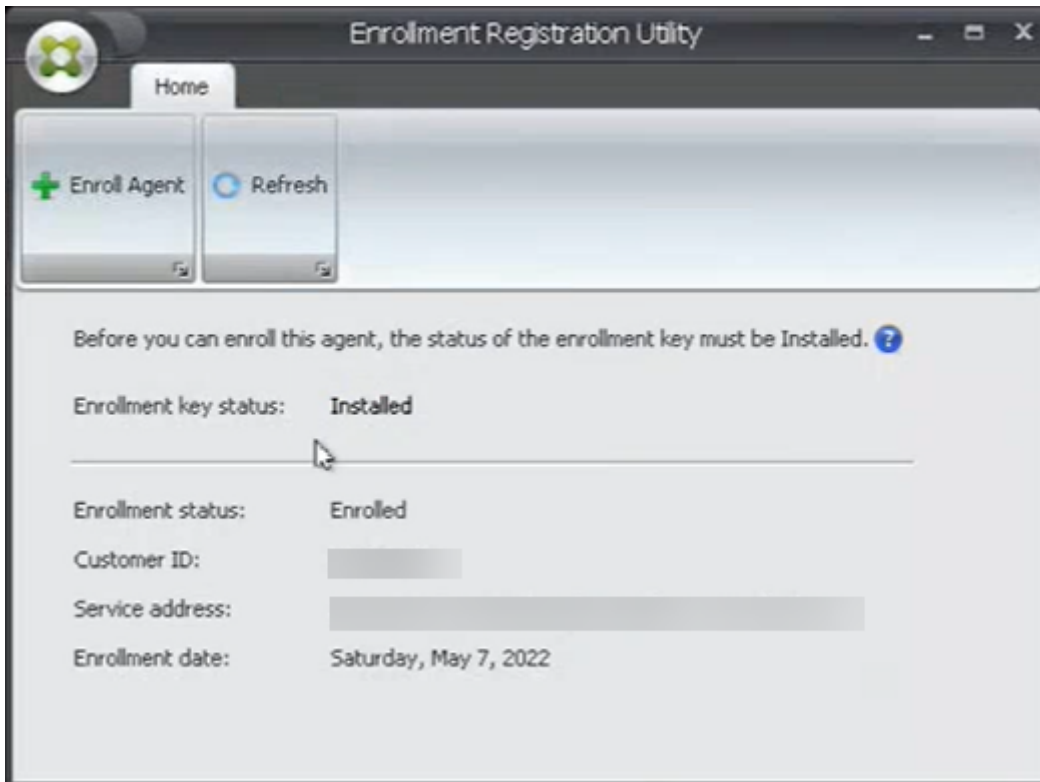 Enrollment Registration Utility
Home
Enroll Agent
Refresh
Before you can enroll this agent, the status of the enrollment key must be Installed.
Enrollment key status: Installed
Enrollment status: Enrolled
Customer ID:
Service address:
Enrollment date: Saturday, May 7, 2022